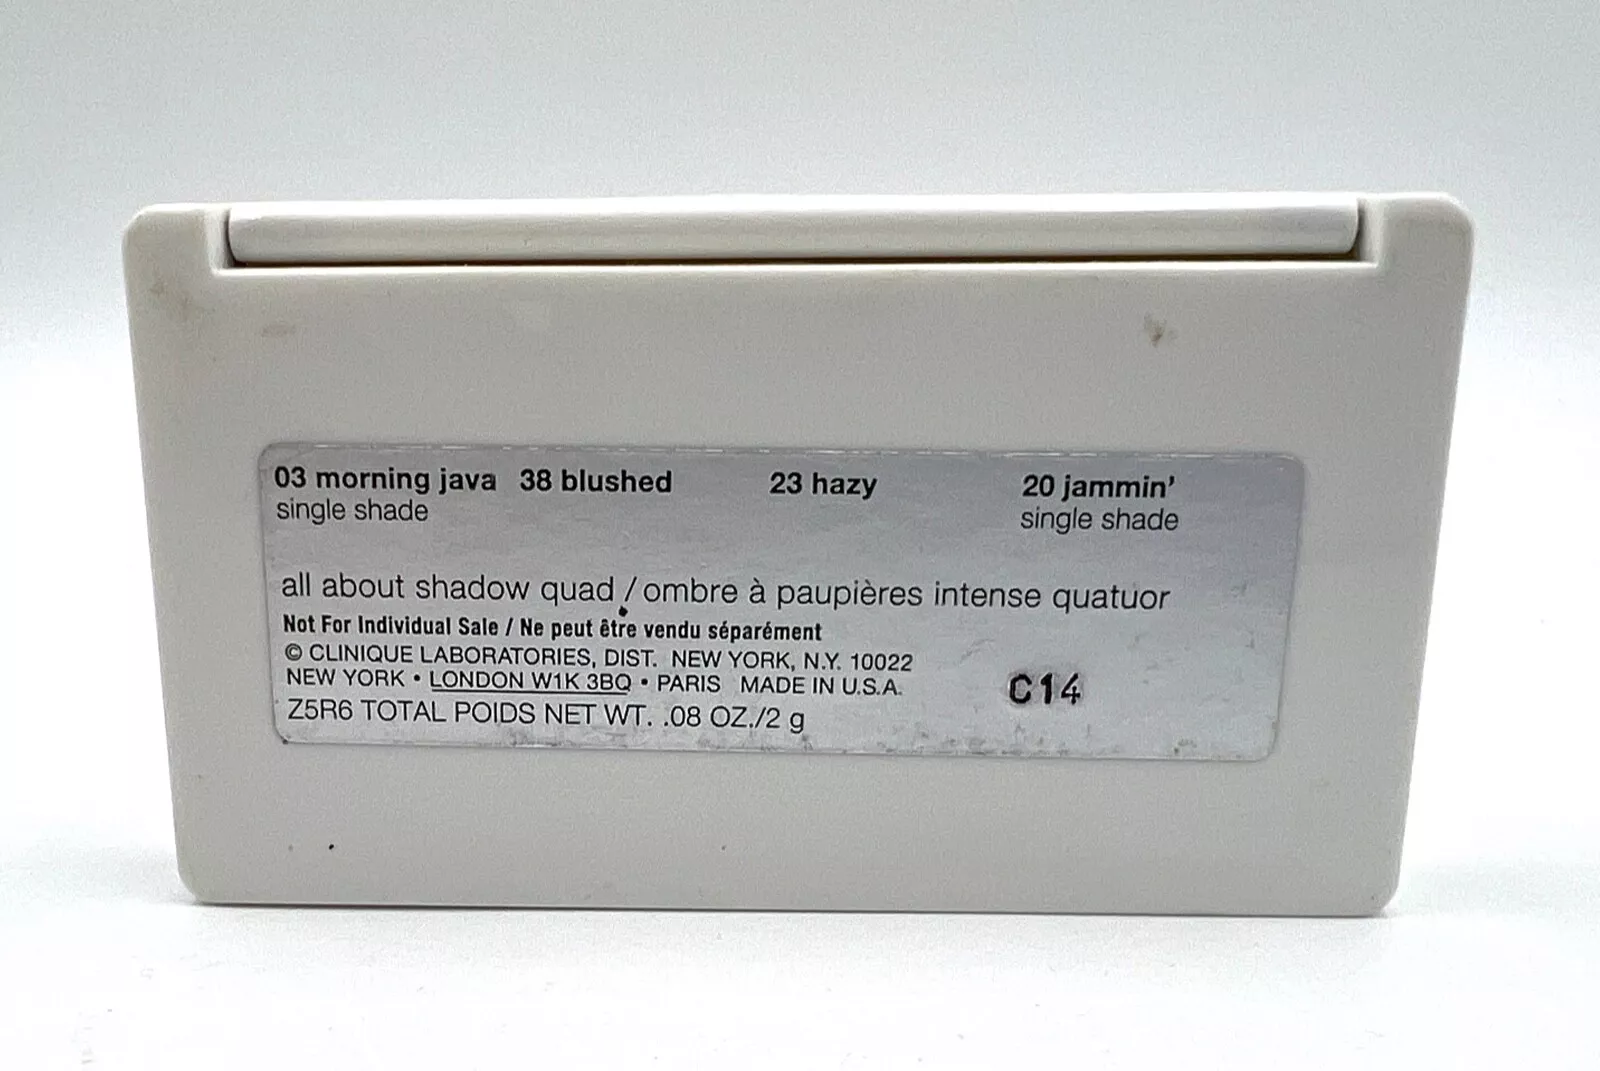 03 morning java 38 blushed 23 hazy 20 jammin'
single shade single shade
all about shadow quad / ombre à paupières intense quatuor
Not For Individual Sale / Ne peut être vendu séparément
© CLINIQUE LABORATORIES, DIST. NEW YORK, N.Y. 10022
NEW YORK • LONDON W1K 3BQ • PARIS MADE IN U.S.A.
Z5R6 TOTAL POIDS NET WT. .08 OZ./2 g
C14